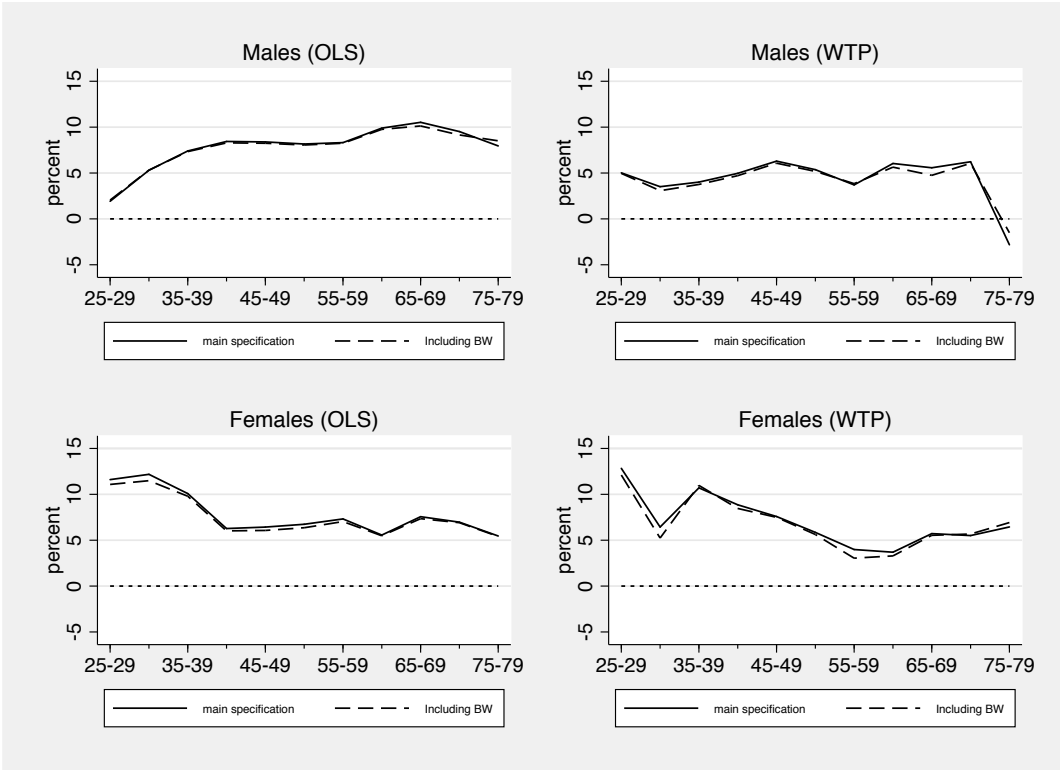 Males (OLS)
percent
15
10
5
0
-5
25-29 35-39 45-49 55-59 65-69 75-79
main specification Including BW
Males (WTP)
percent
15
10
5
0
-5
25-29 35-39 45-49 55-59 65-69 75-79
main specification Including BW
Females (OLS)
percent
15
10
5
0
-5
25-29 35-39 45-49 55-59 65-69 75-79
main specification Including BW
Females (WTP)
percent
15
10
5
0
-5
25-29 35-39 45-49 55-59 65-69 75-79
main specification Including BW